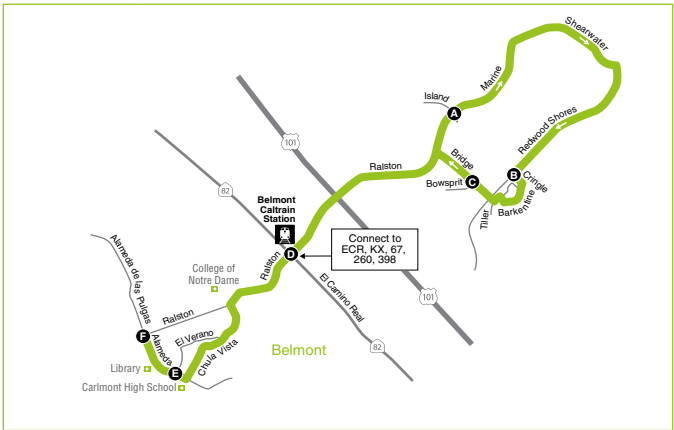 Shearwater
Marine
Island
A
Redwood Shores
101
Ralston
Bridge
B
Cringle
Bowsprit
C
82
Tiller
Barkentine
Belmont
Caltrain
Station
Connect to
ECR, KX, 67,
260, 398
D
Ralston
Alameda de las
Pulgas
College of
Notre Dame
El Camino Real
101
Ralston
F
El Verano
Alameda
Chula Vista
Belmont
82
Library
E
Carlmont High School